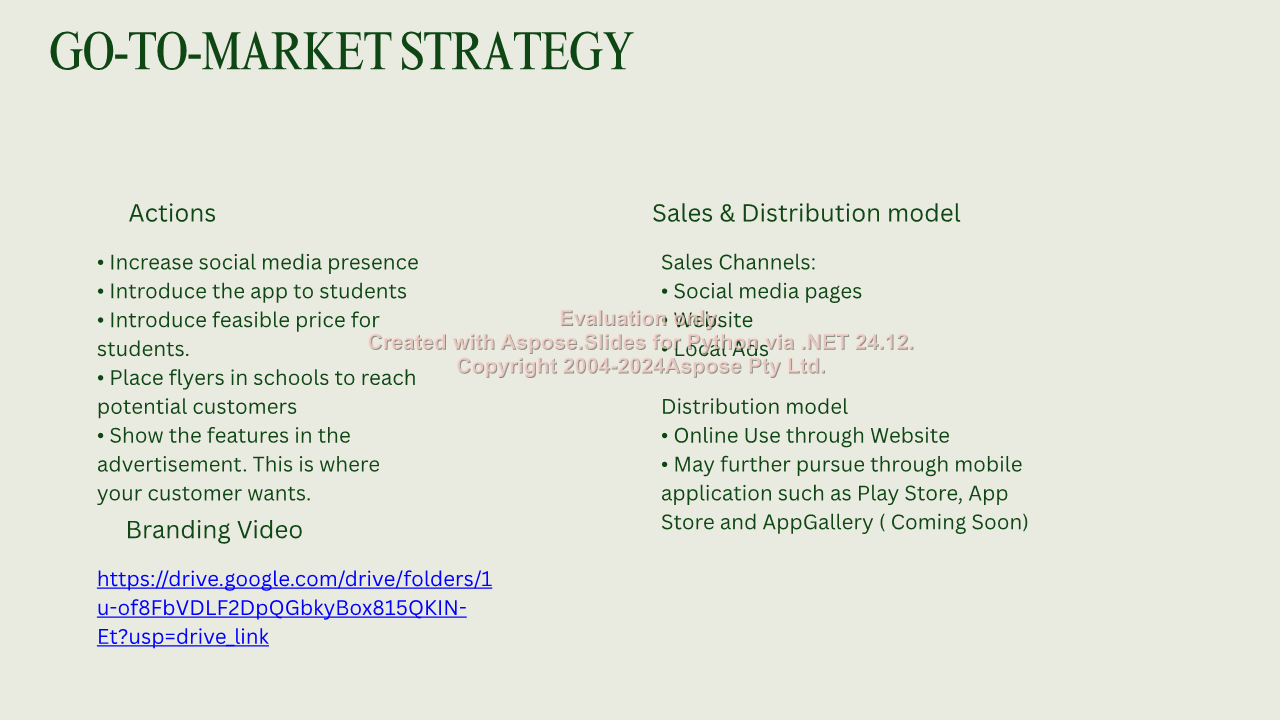 GO-TO-MARKET STRATEGY
Actions
• Increase social media presence
• Introduce the app to students
• Introduce feasible price for
students.
• Place flyers in schools to reach
potential customers
• Show the features in the
advertisement. This is where
your customer wants.
Branding Video
https://drive.google.com/drive/folders/1
u-of8FbVDLF2DpQGbkyBox815QKIN-
Et?usp=drive_link
Sales & Distribution model
Sales Channels:
• Social media pages
• Website
• Local Ads
Distribution model
• Online Use through Website
• May further pursue through mobile
application such as Play Store, App
Store and AppGallery ( Coming Soon)
Evaluation only.
Created with Aspose.Slides for Python via .NET 24.12.
Copyright 2004-2024Aspose Pty Ltd.